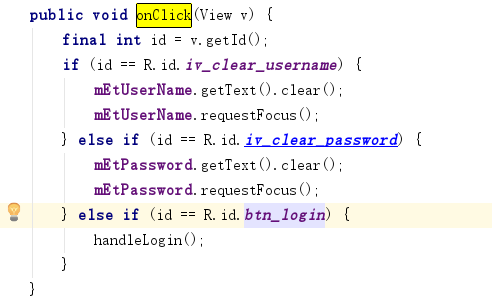 public void onClick(View v) {
final int id = v.getId();
if (id == R.id.iv_clear_username) {
mEtUserName.getText().clear();
mEtUserName.requestFocus();
} else if (id == R.id.iv_clear_password) {
mEtPassword.getText().clear();
mEtPassword.requestFocus();
} else if (id == R.id.btn_login) {
handleLogin();
}
}